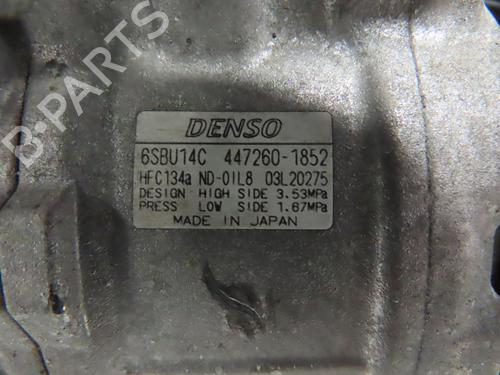 B-PARTS
DENSO
6SBU14C 447260-1852
HFC134a ND-OIL8 03L20275
DESIGN HIGH SIDE 3.53MPa
PRESS LOW SIDE 1.67MPa
MADE IN JAPAN